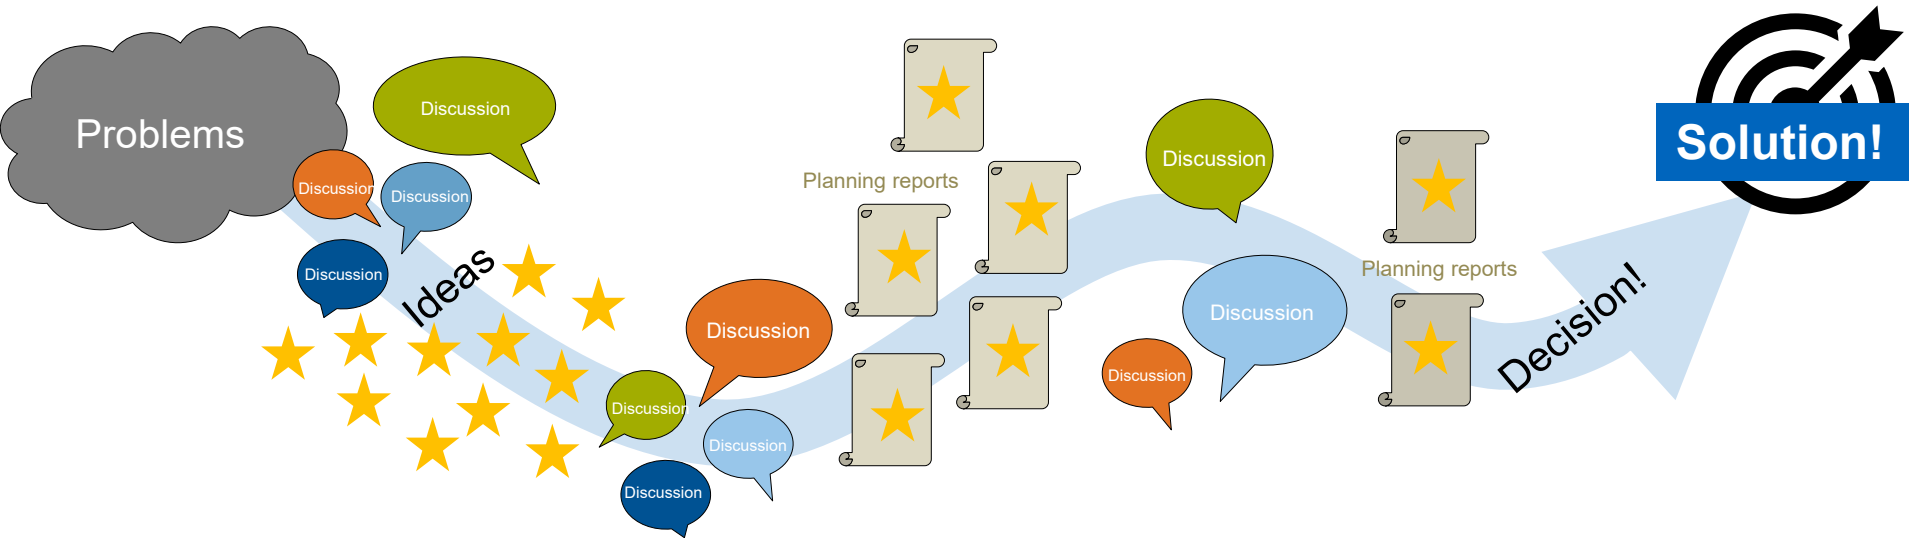 Problems
Discussion
Discussion
Discussion
Discussion
Ideas
Discussion
Discussion
Discussion
Discussion
Planning reports
Discussion
Discussion
Discussion
Planning reports
Decision!
Solution!